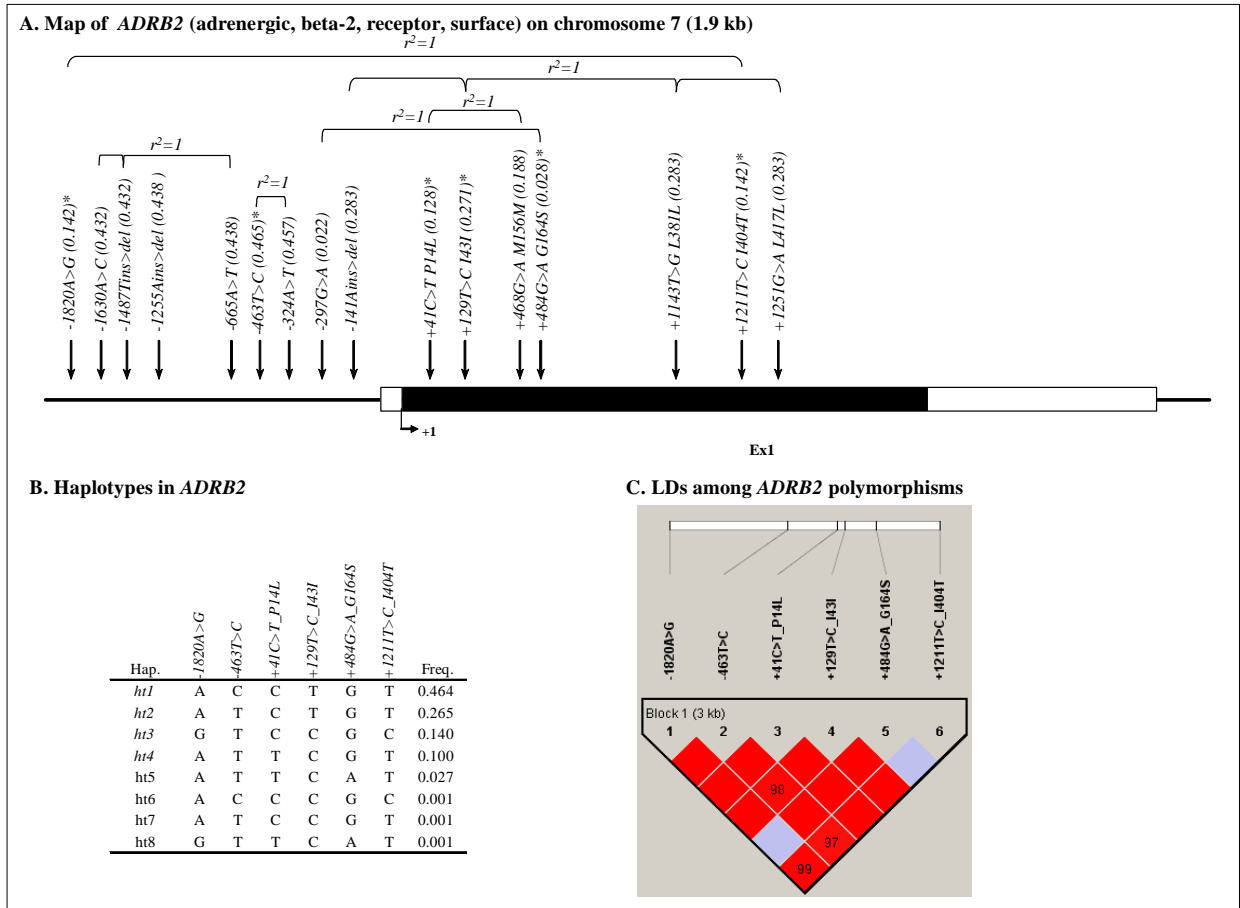 A. Map of ADRB2 (adrenergic, beta-2, receptor, surface) on chromosome 7 (1.9 kb)
r²=1
r²=1
r²=1
r²=1
r²=1
r²=1
-1820A>G (0.142)*
-1630A>C (0.432)
-1487Tins>del (0.432)
-1255Ains>del (0.438 )
-665A>T (0.438)
-463T>C (0.465)*
-324A>T (0.457)
-297G>A (0.022)
-141Ains>del (0.283)
+41C>T P14L (0.128)*
+129T>C I43I (0.271)*
+468G>A M156M (0.188)
+484G>A G164S (0.028)*
+1143T>G L381L (0.283)
+1211T>C I404T (0.142)*
+1251G>A L417L (0.283)
+1
Ex1
B. Haplotypes in ADRB2
Hap. -1820A>G -463T>C +41C>T_P14L +129T>C_I43I +484G>A_G164S +1211T>C_I404T Freq.
ht1 A C C T G T 0.464
ht2 A T C T G T 0.265
ht3 G T C C G C 0.140
ht4 A T T C G T 0.100
ht5 A T T C A T 0.027
ht6 A C C C G C 0.001
ht7 A T C C G T 0.001
ht8 G T T C A T 0.001
C. LDs among ADRB2 polymorphisms
-1820A>G
-463T>C
+41C>T_P14L
+129T>C_I43I
+484G>A_G164S
+1211T>C_I404T
Block 1 (3 kb)
1 2 3 4 5 6
98
97
99